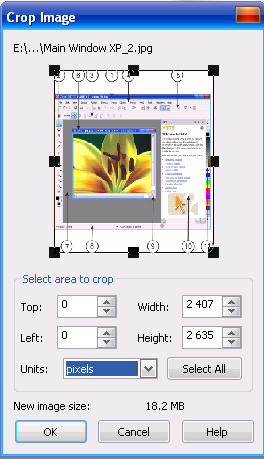 Crop Image
E:\...\Main Window XP_2.jpg
Select area to crop
Top: 0 Width: 2 407
Left: 0 Height: 2 635
Units: pixels Select All
New image size: 18.2 MB
OK Cancel Help